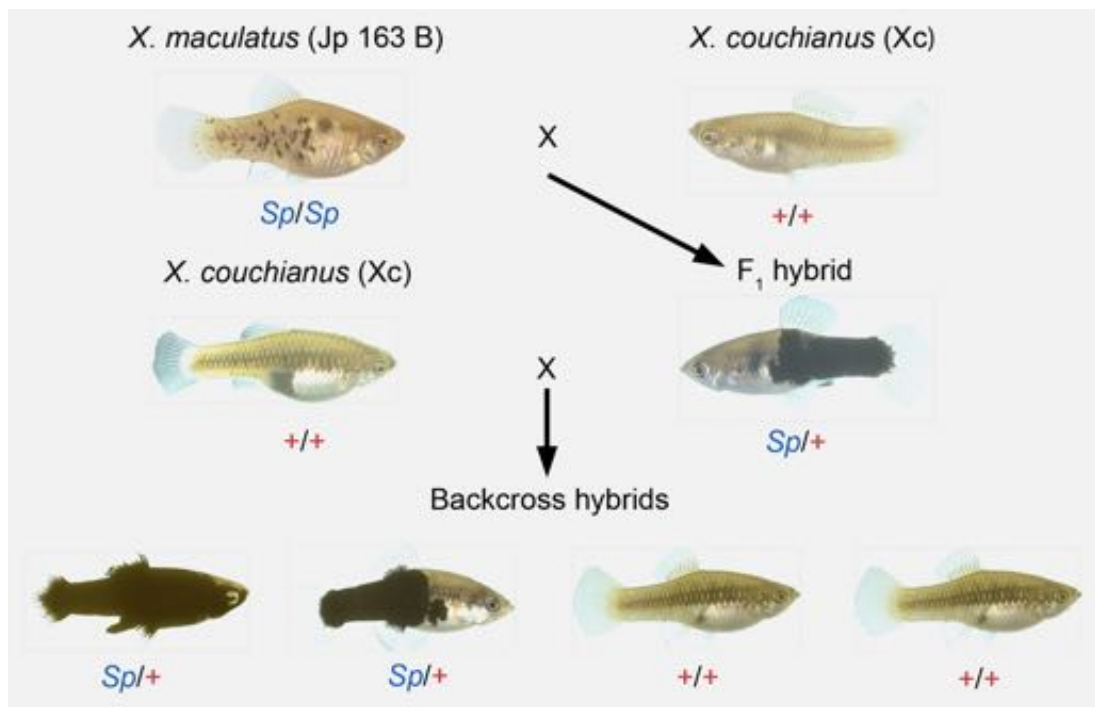 X. maculatus (Jp 163 B)
X. couchianus (Xc)
X
Sp/Sp
+/+
X. couchianus (Xc)
F₁ hybrid
X
+/+
Sp/+
Backcross hybrids
Sp/+
Sp/+
+/+
+/+